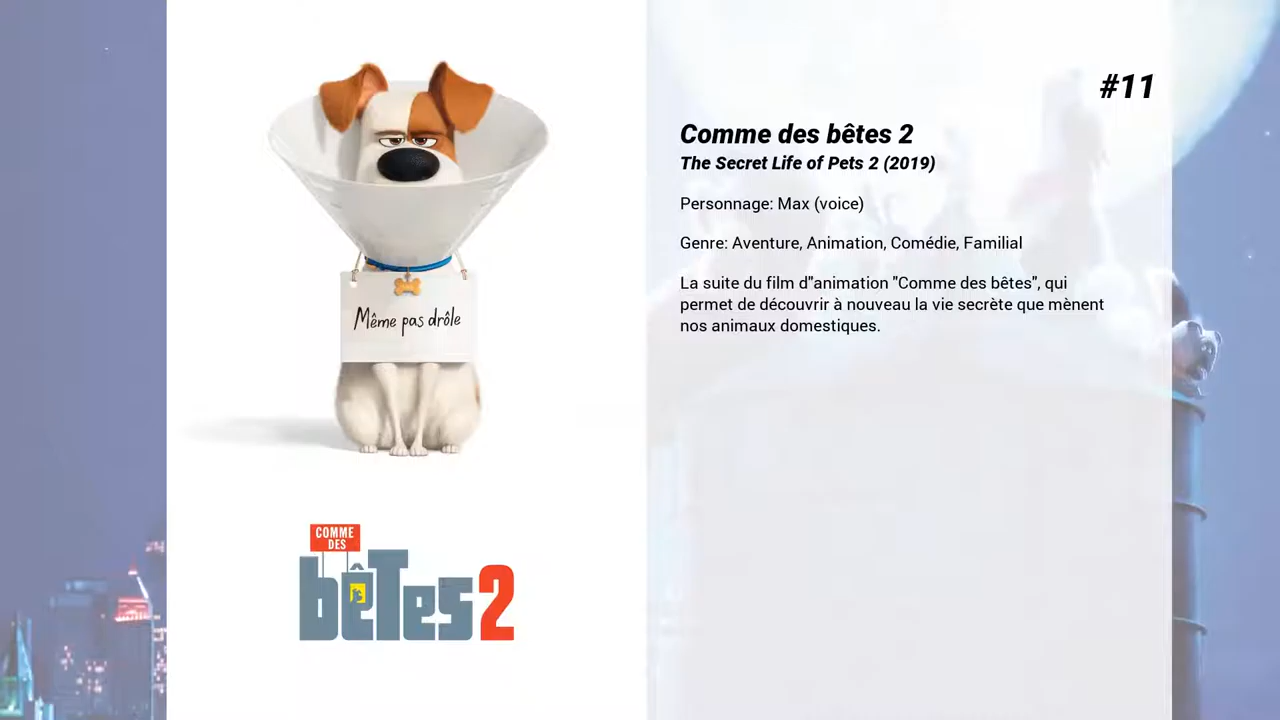 Même pas drôle
COMME
DES
bêTes 2
#11
Comme des bêtes 2
The Secret Life of Pets 2 (2019)
Personnage: Max (voice)
Genre: Aventure, Animation, Comédie, Familial
La suite du film d"animation "Comme des bêtes", qui
permet de découvrir à nouveau la vie secrète que mènent
nos animaux domestiques.